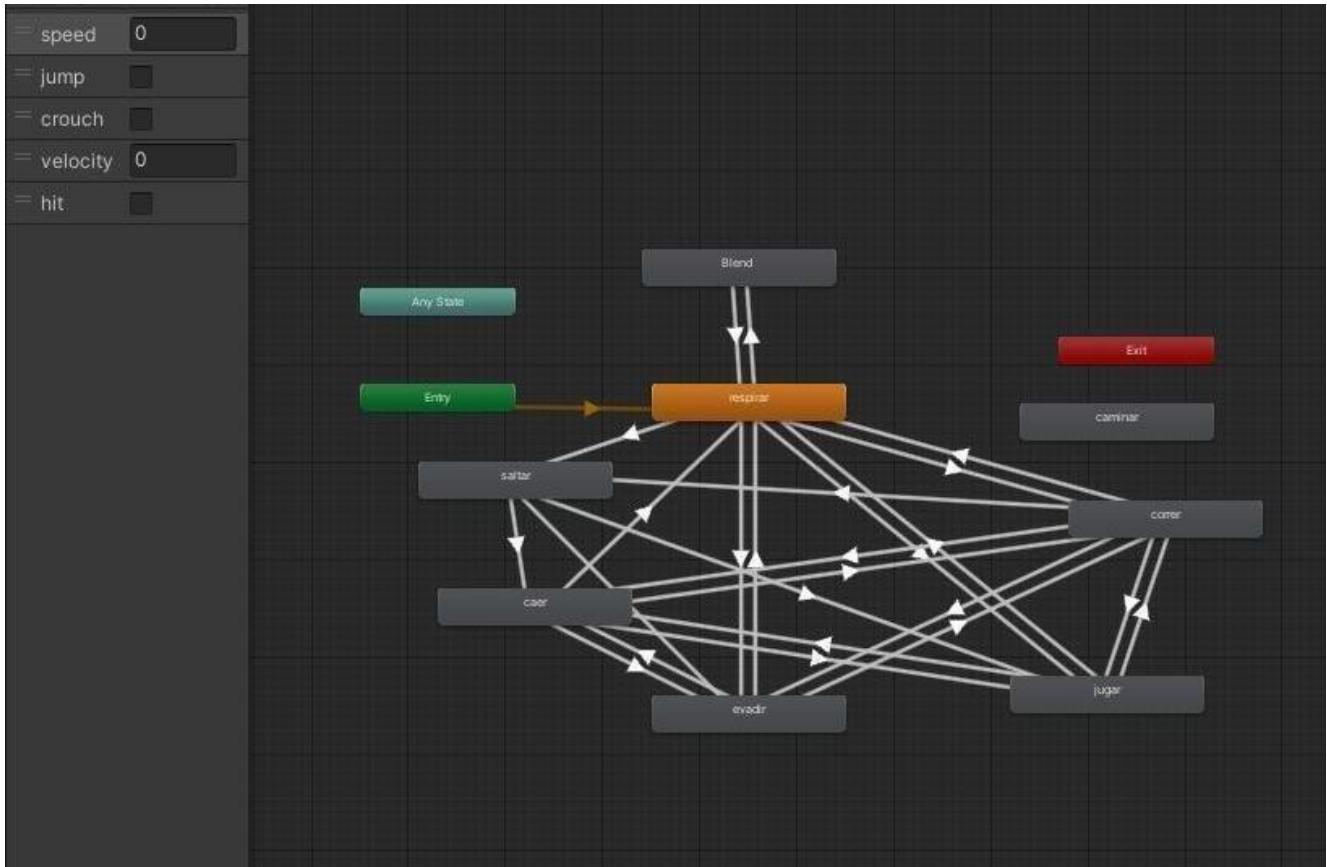 speed 0
jump
crouch
velocity 0
hit
Blend
Any State
Exit
Entry
respirar
caminar
saltar
correr
caer
jugar
evadir